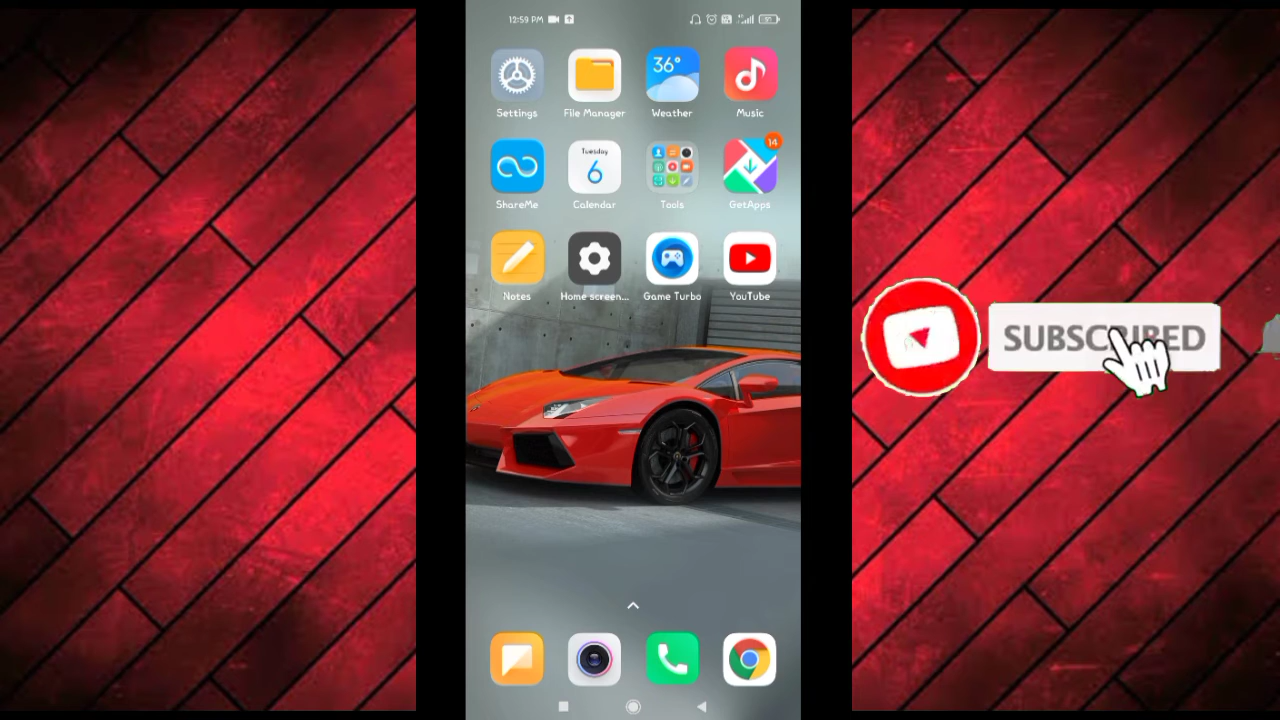 12:59 PM
36°
Settings
File Manager
Weather
Music
Tuesday
6
14
ShareMe
Calendar
Tools
GetApps
Notes
Home screen...
Game Turbo
YouTube
SUBSCRIBED